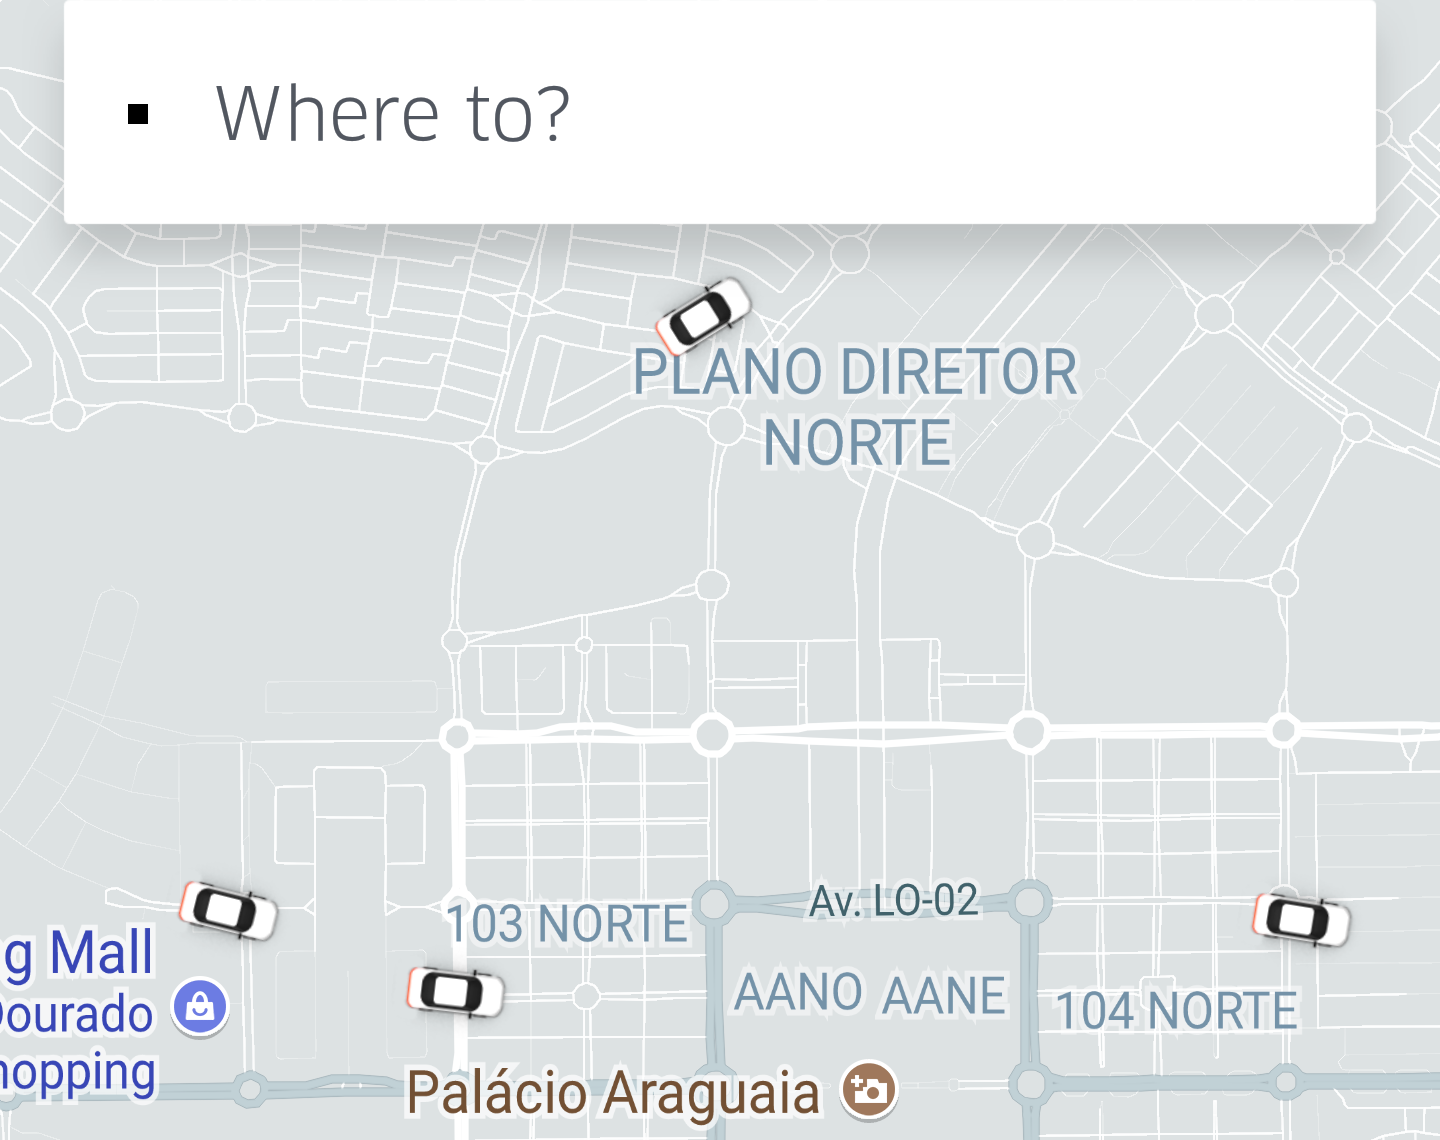 Where to?
PLANO DIRETOR
NORTE
Av. LO-02
103 NORTE
g Mall
AANO
AANE
104 NORTE
Dourado
hopping
Palácio Araguaia